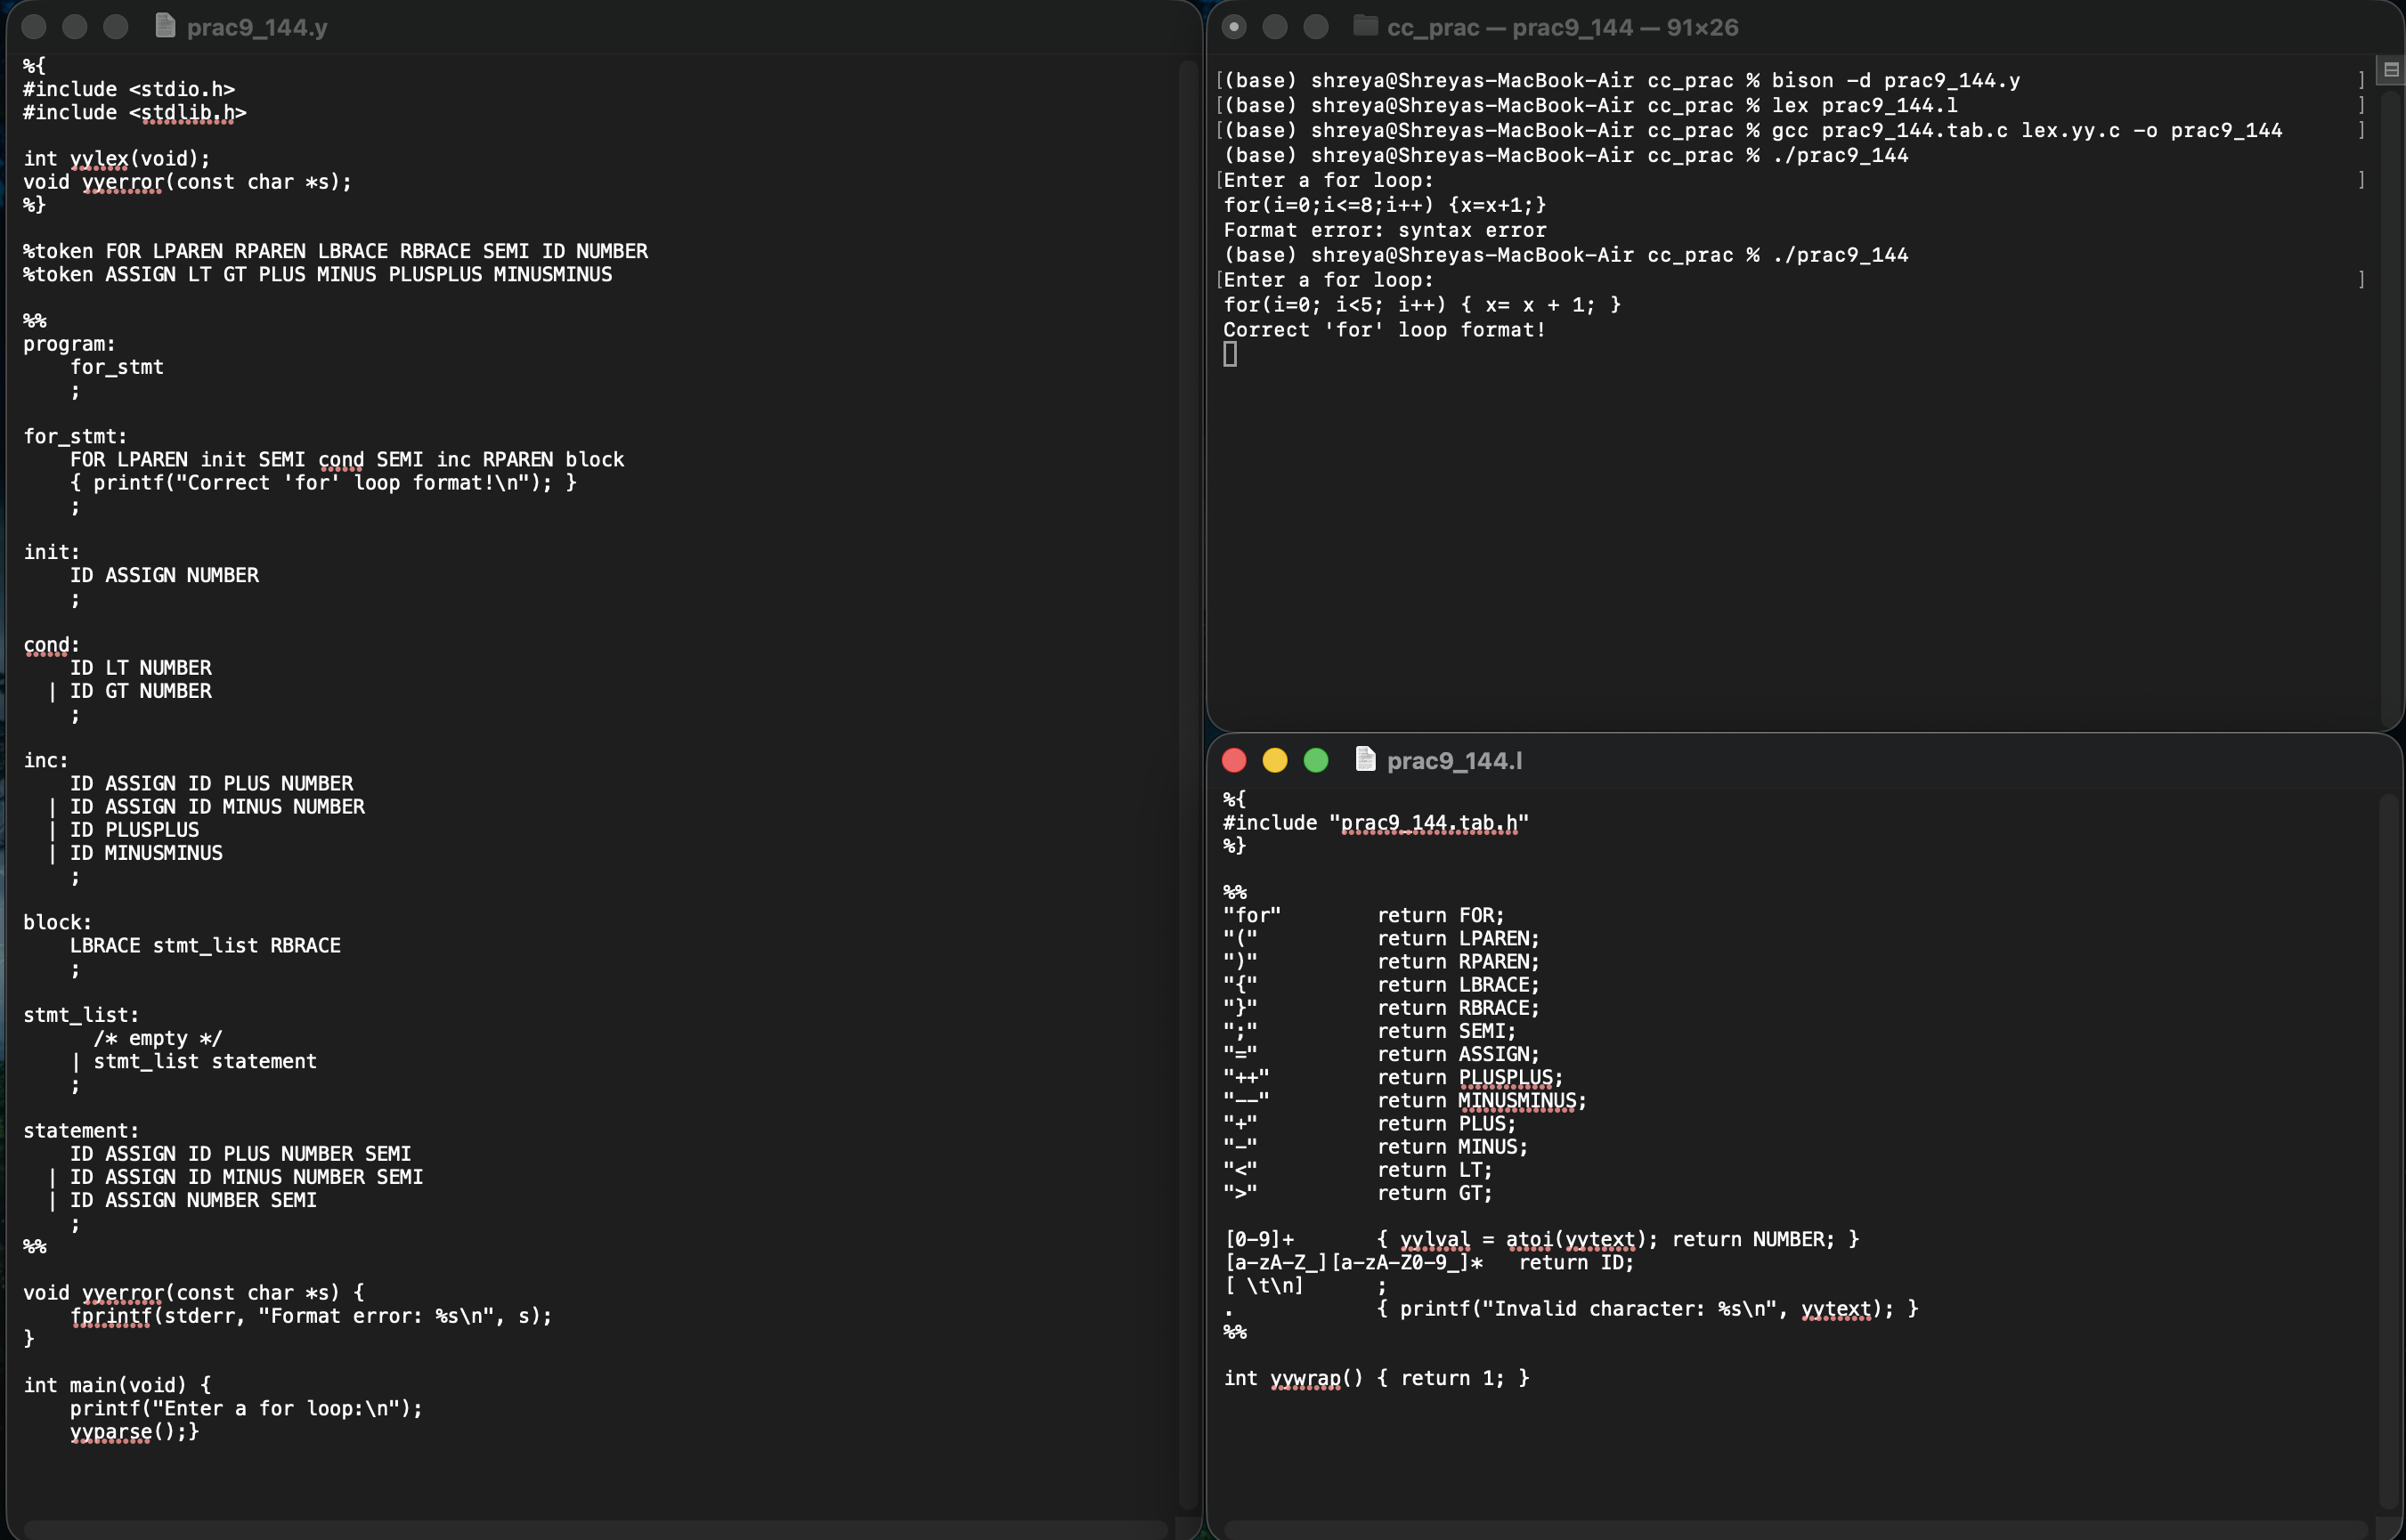 prac9_144.y
%{
#include <stdio.h>
#include <stdlib.h>

int yylex(void);
void yyerror(const char *s);
%}

%token FOR LPAREN RPAREN LBRACE RBRACE SEMI ID NUMBER
%token ASSIGN LT GT PLUS MINUS PLUSPLUS MINUSMINUS

%%
program:
    for_stmt
    ;

for_stmt:
    FOR LPAREN init SEMI cond SEMI inc RPAREN block
    { printf("Correct 'for' loop format!\n"); }
    ;

init:
    ID ASSIGN NUMBER
    ;

cond:
    ID LT NUMBER
  | ID GT NUMBER
    ;

inc:
    ID ASSIGN ID PLUS NUMBER
  | ID ASSIGN ID MINUS NUMBER
  | ID PLUSPLUS
  | ID MINUSMINUS
    ;

block:
    LBRACE stmt_list RBRACE
    ;

stmt_list:
      /* empty */
    | stmt_list statement
    ;

statement:
    ID ASSIGN ID PLUS NUMBER SEMI
  | ID ASSIGN ID MINUS NUMBER SEMI
  | ID ASSIGN NUMBER SEMI
    ;
%%

void yyerror(const char *s) {
    fprintf(stderr, "Format error: %s\n", s);
}

int main(void) {
    printf("Enter a for loop:\n");
    yyparse();}
cc_prac — prac9_144 — 91×26
[(base) shreya@Shreyas-MacBook-Air cc_prac % bison -d prac9_144.y ]
[(base) shreya@Shreyas-MacBook-Air cc_prac % lex prac9_144.l ]
[(base) shreya@Shreyas-MacBook-Air cc_prac % gcc prac9_144.tab.c lex.yy.c -o prac9_144 ]
(base) shreya@Shreyas-MacBook-Air cc_prac % ./prac9_144
[Enter a for loop: ]
for(i=0;i<=8;i++) {x=x+1;}
Format error: syntax error
(base) shreya@Shreyas-MacBook-Air cc_prac % ./prac9_144
[Enter a for loop: ]
for(i=0; i<5; i++) { x= x + 1; }
Correct 'for' loop format!
prac9_144.l
%{
#include "prac9_144.tab.h"
%}

%%
"for"        return FOR;
"("          return LPAREN;
")"          return RPAREN;
"{"          return LBRACE;
"}"          return RBRACE;
";"          return SEMI;
"="          return ASSIGN;
"++"         return PLUSPLUS;
"--"         return MINUSMINUS;
"+"          return PLUS;
"-"          return MINUS;
"<"          return LT;
">"          return GT;

[0-9]+       { yylval = atoi(yytext); return NUMBER; }
[a-zA-Z_][a-zA-Z0-9_]*   return ID;
[ \t\n]      ;
.            { printf("Invalid character: %s\n", yytext); }
%%

int yywrap() { return 1; }